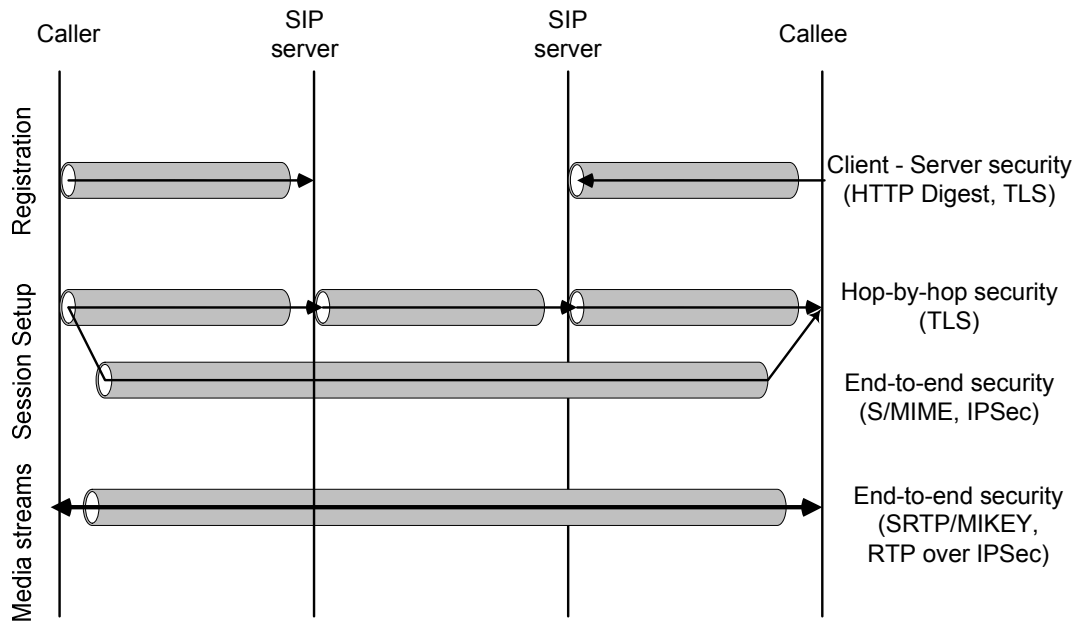 Caller
SIP
server
SIP
server
Callee
Registration
Client - Server security
(HTTP Digest, TLS)
Session Setup
Hop-by-hop security
(TLS)
End-to-end security
(S/MIME, IPSec)
Media streams
End-to-end security
(SRTP/MIKEY,
RTP over IPSec)